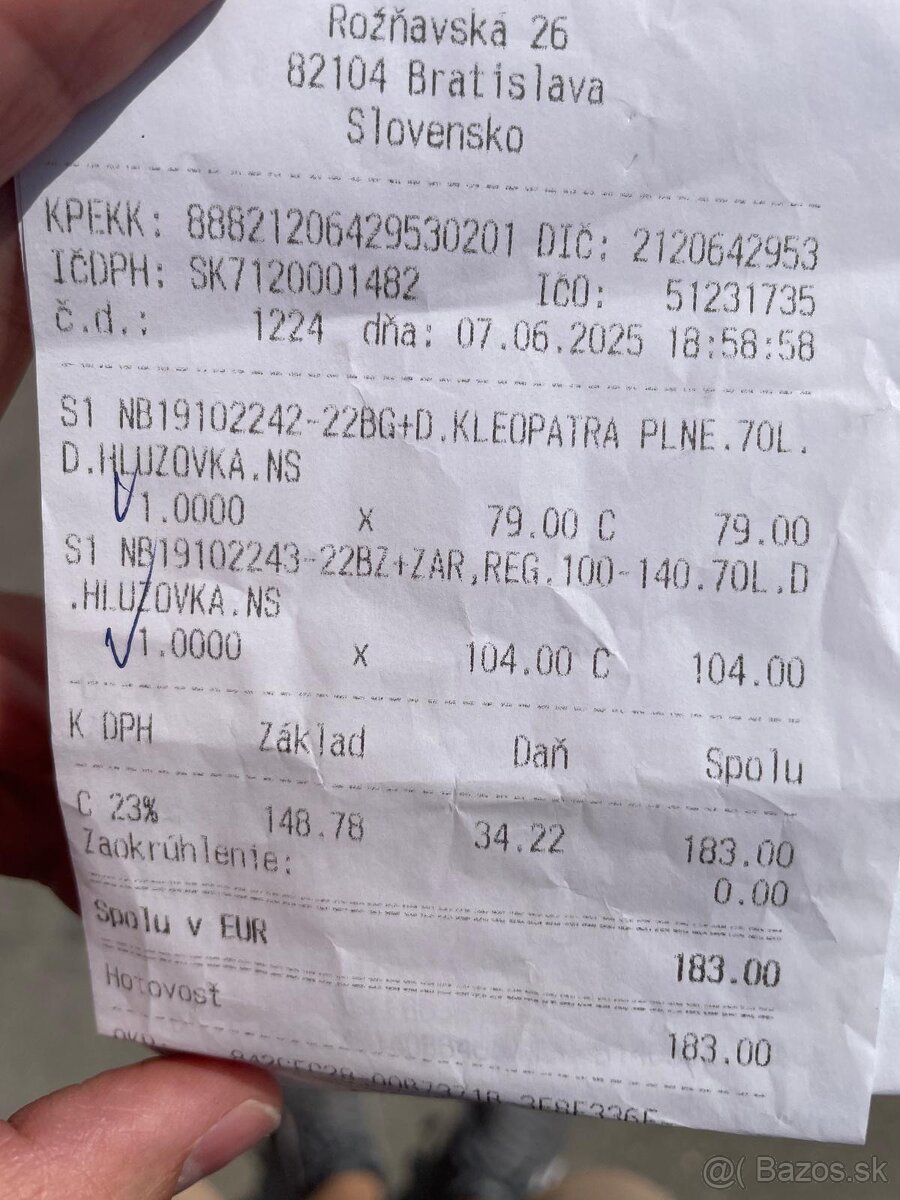 Rožňavská 26
82104 Bratislava
Slovensko
KPEKK: 88821206429530201 DIČ: 2120642953
IČDPH: SK7120001482 IČO: 51231735
č.d.: 1224 dňa: 07.06.2025 18:58:58
S1 NB19102242-22BG+D.KLEOPATRA PLNE.70L.
D.HLUZOVKA.NS
1.0000 x 79.00 C 79.00
S1 NB19102243-22BZ+ZAR,REG.100-140.70L.D
.HLUZOVKA.NS
1.0000 x 104.00 C 104.00
K DPH Základ Daň Spolu
C 23% 148.78 34.22 183.00
Zaokrúhlenie: 0.00
Spolu v EUR 183.00
Hotovosť 183.00
@( Bazos.sk